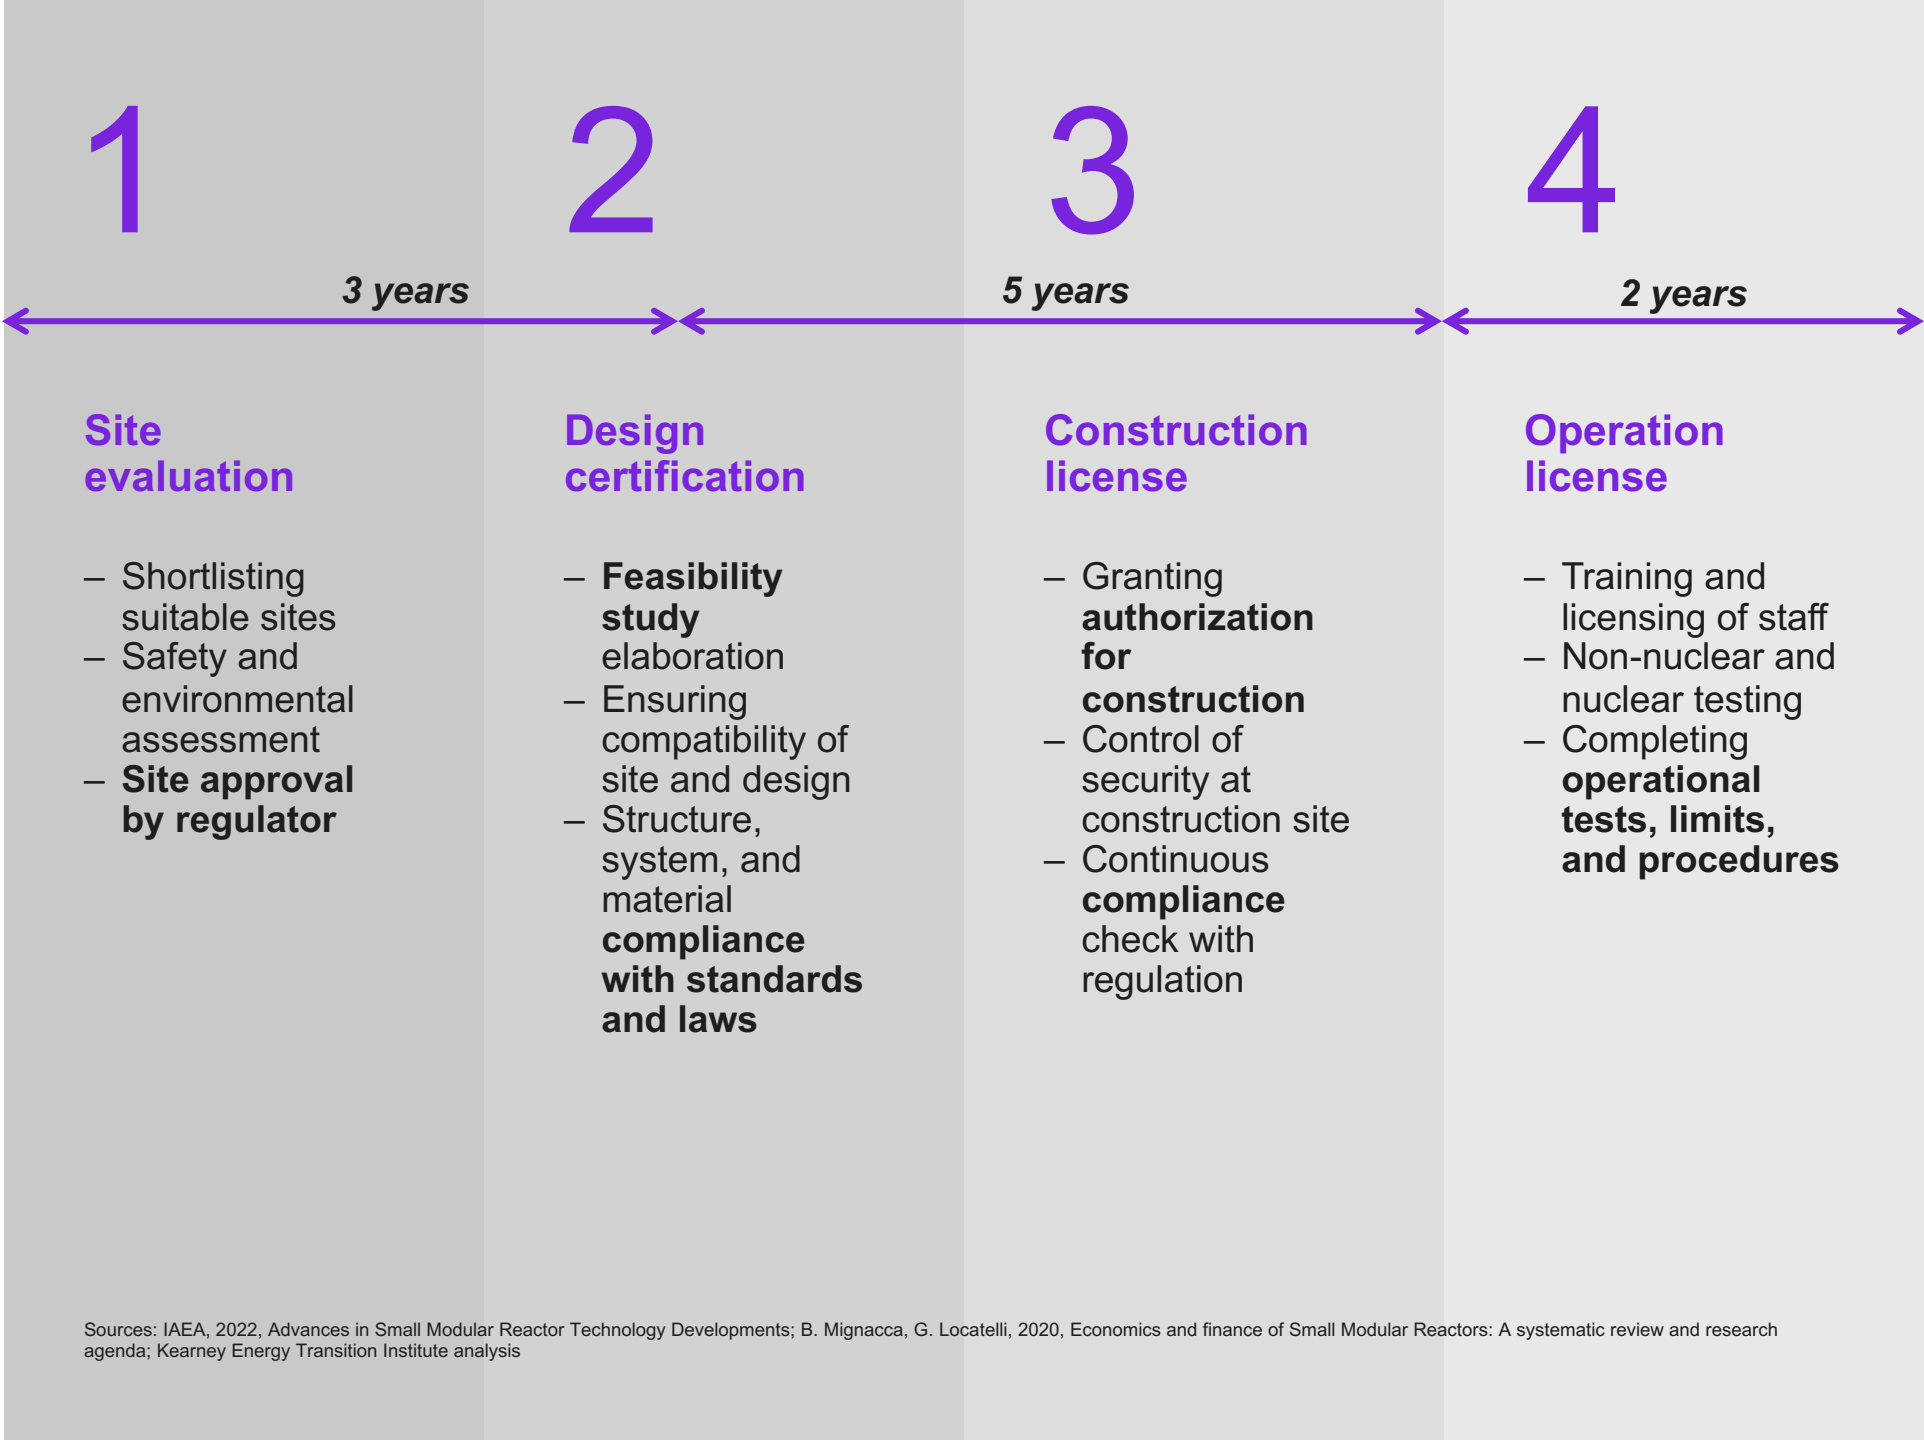 1
2
3
4
3 years
5 years
2 years
Site
evaluation
– Shortlisting
suitable sites
– Safety and
environmental
assessment
– Site approval
by regulator
Design
certification
– Feasibility
study
elaboration
– Ensuring
compatibility of
site and design
– Structure,
system, and
material
compliance
with standards
and laws
Construction
license
– Granting
authorization
for
construction
– Control of
security at
construction site
– Continuous
compliance
check with
regulation
Operation
license
– Training and
licensing of staff
– Non-nuclear and
nuclear testing
– Completing
operational
tests, limits,
and procedures
Sources: IAEA, 2022, Advances in Small Modular Reactor Technology Developments; B. Mignacca, G. Locatelli, 2020, Economics and finance of Small Modular Reactors: A systematic review and research
agenda; Kearney Energy Transition Institute analysis